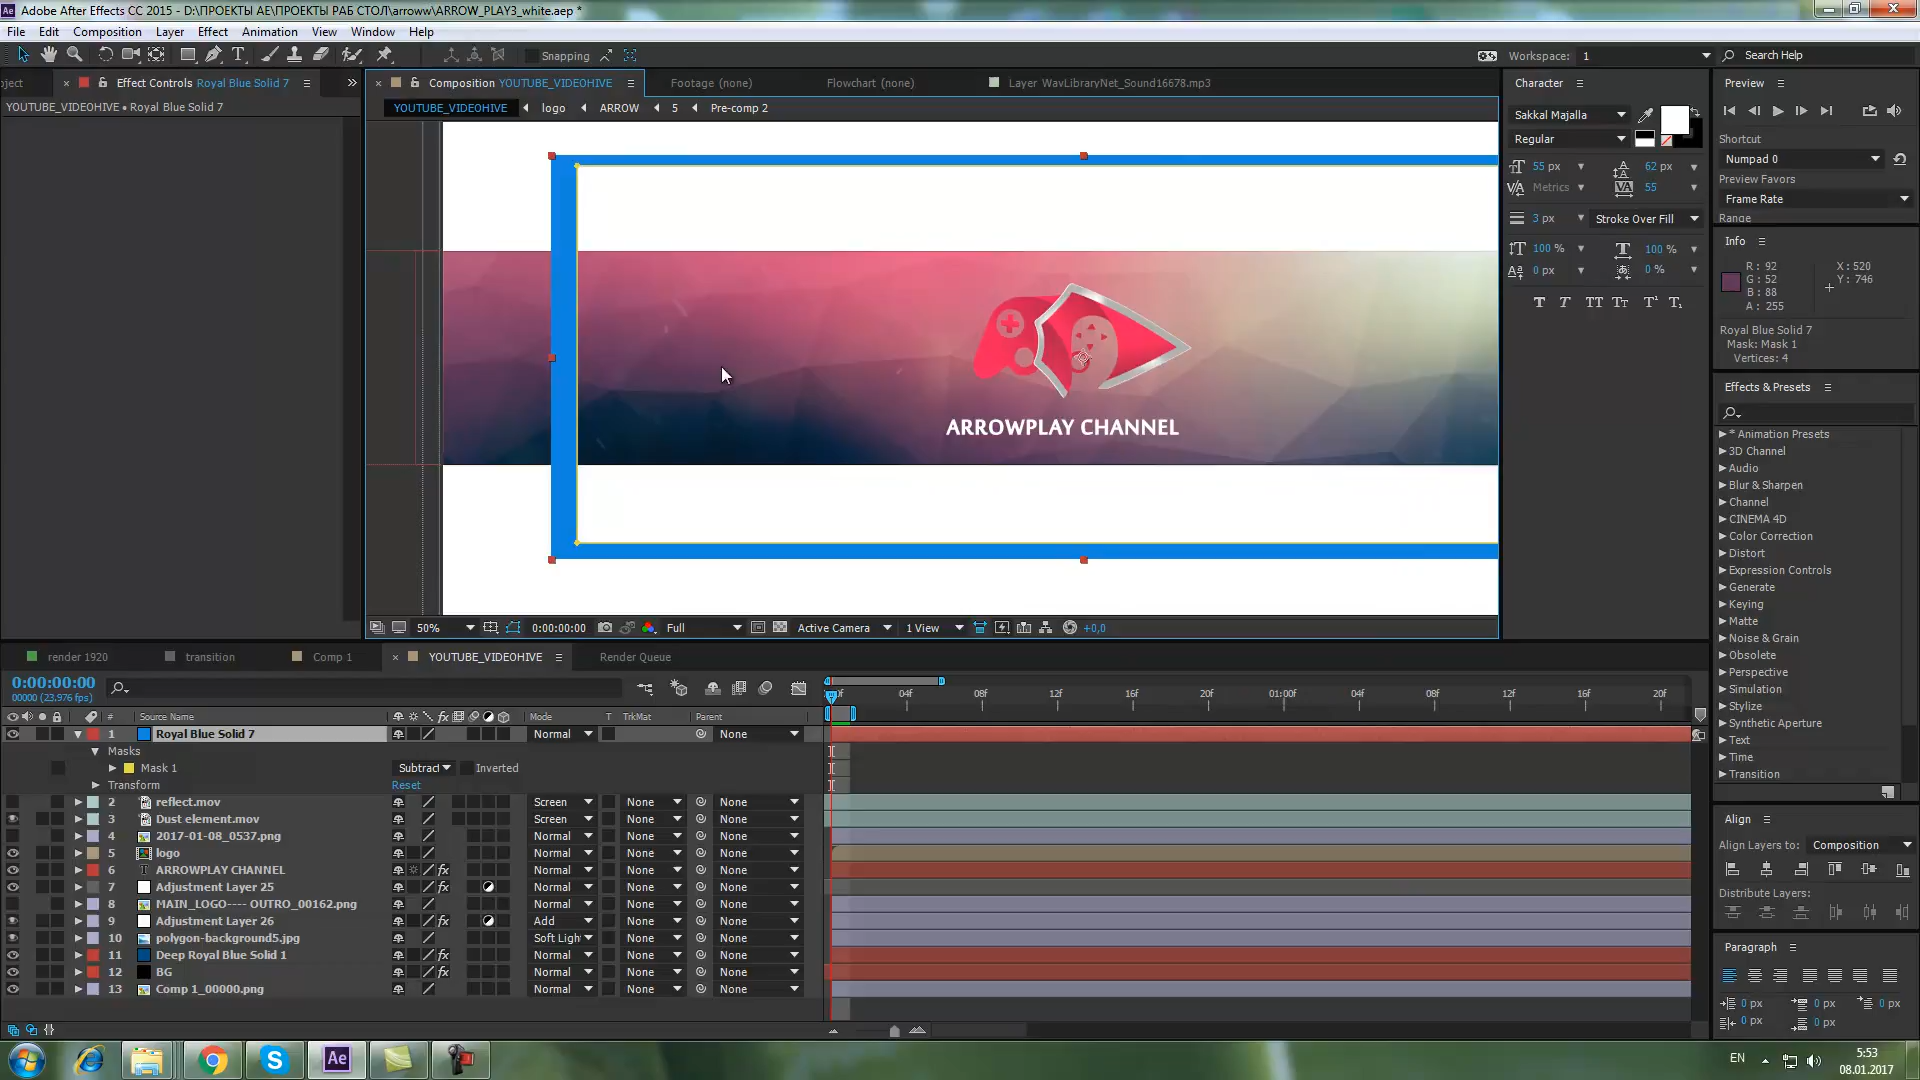 Adobe After Effects CC 2015 - D:\ПРОЕКТЫ AE\ПРОЕКТЫ РАБ СТОЛ\arroww\ARROW_PLAY3_white.aep *
File Edit Composition Layer Effect Animation View Window Help
Snapping
Workspace: 1
Search Help
oject
Effect Controls Royal Blue Solid 7
Composition YOUTUBE_VIDEOHIVE
Footage (none)
Flowchart (none)
Layer WavLibraryNet_Sound16678.mp3
YOUTUBE_VIDEOHIVE • Royal Blue Solid 7
YOUTUBE_VIDEOHIVE logo ARROW 5 Pre-comp 2
ARROWPLAY CHANNEL
50% 0:00:00:00 Full Active Camera 1 View +0,0
Character
Sakkal Majalla
Regular
55 px 62 px
Metrics 55
3 px Stroke Over Fill
100 % 100 %
0 px 0 %
Preview
Shortcut
Numpad 0
Preview Favors
Frame Rate
Range
Info
R : 92 X : 520
G : 52 Y : 746
B : 88
A : 255
Royal Blue Solid 7
Mask: Mask 1
Vertices: 4
Effects & Presets
* Animation Presets
3D Channel
Audio
Blur & Sharpen
Channel
CINEMA 4D
Color Correction
Distort
Expression Controls
Generate
Keying
Matte
Noise & Grain
Obsolete
Perspective
Simulation
Stylize
Synthetic Aperture
Text
Time
Transition
Align
Align Layers to: Composition
Distribute Layers:
Paragraph
0 px 0 px 0 px
0 px 0 px
render 1920 transition Comp 1 YOUTUBE_VIDEOHIVE Render Queue
0:00:00:00
00000 (23.976 fps)
04f 08f 12f 16f 20f 01:00f 04f 08f 12f 16f 20f
# Source Name fx Mode T TrkMat Parent
1 Royal Blue Solid 7 Normal None
Masks
Mask 1 Subtract Inverted
Transform Reset
2 reflect.mov Screen None None
3 Dust element.mov Screen None None
4 2017-01-08_0537.png Normal None None
5 logo Normal None None
6 T ARROWPLAY CHANNEL fx Normal None None
7 Adjustment Layer 25 fx Normal None None
8 MAIN_LOGO---- OUTRO_00162.png Normal None None
9 Adjustment Layer 26 fx Add None None
10 polygon-background5.jpg Soft Ligh None None
11 Deep Royal Blue Solid 1 fx Normal None None
12 BG fx Normal None None
13 Comp 1_00000.png Normal None None
Ae
EN
5:53
08.01.2017